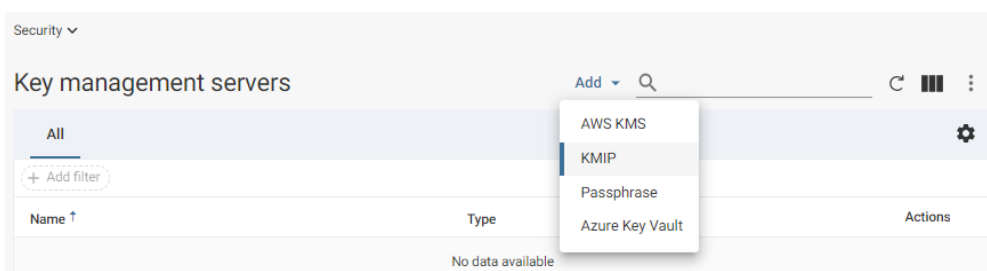 Security
Key management servers
Add
All
AWS KMS
KMIP
Passphrase
Azure Key Vault
+ Add filter
Name ↑ Type Actions
No data available